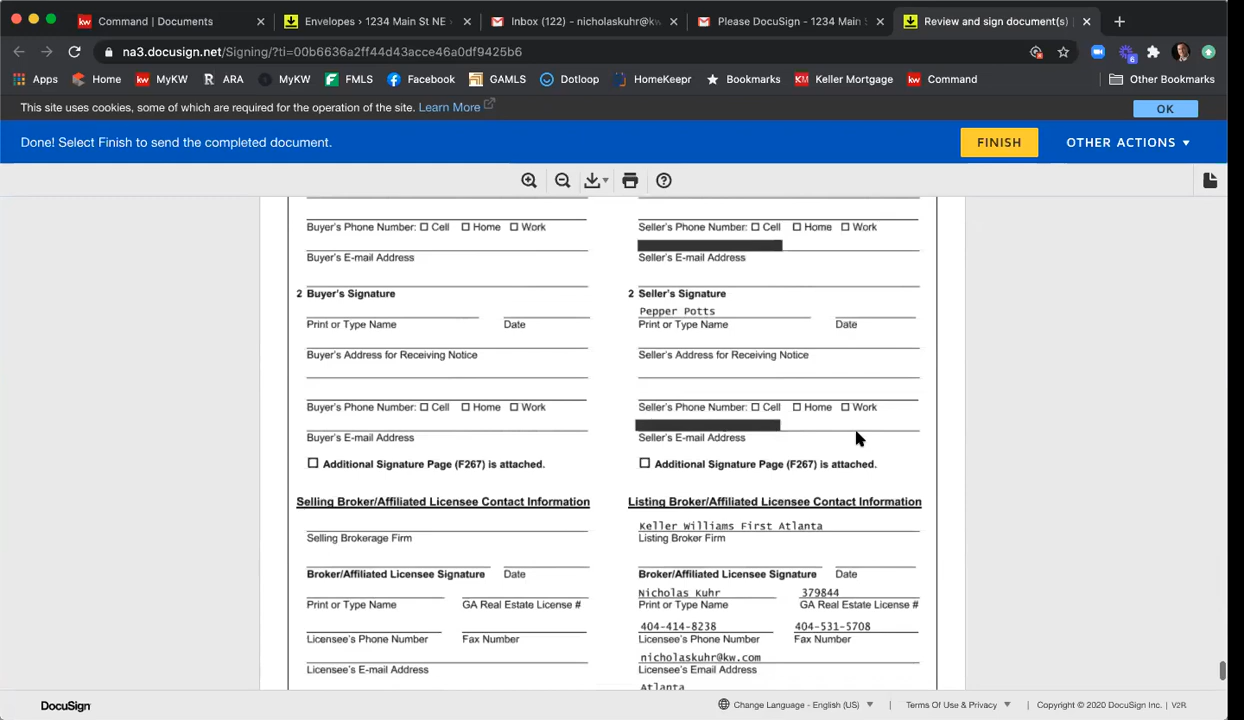 Command | Documents
Envelopes › 1234 Main St NE
Inbox (122) - nicholaskuhr@kw
Please DocuSign - 1234 Main
Review and sign document(s)
na3.docusign.net/Signing/?ti=00b6636a2ff44d43acce46a0df9425b6
6
Apps
Home
kw
MyKW
R
ARA
MyKW
FMLS
Facebook
GAMLS
Dotloop
HomeKeepr
Bookmarks
KM
Keller Mortgage
kw
Command
Other Bookmarks
This site uses cookies, some of which are required for the operation of the site. Learn More
OK
Done! Select Finish to send the completed document.
FINISH
OTHER ACTIONS
Buyer's Phone Number: Cell Home Work
Seller's Phone Number: Cell Home Work
Buyer's E-mail Address
Seller's E-mail Address
2 Buyer's Signature
2 Seller's Signature
Pepper Potts
Print or Type Name Date
Print or Type Name Date
Buyer's Address for Receiving Notice
Seller's Address for Receiving Notice
Buyer's Phone Number: Cell Home Work
Seller's Phone Number: Cell Home Work
Buyer's E-mail Address
Seller's E-mail Address
Additional Signature Page (F267) is attached.
Additional Signature Page (F267) is attached.
Selling Broker/Affiliated Licensee Contact Information
Listing Broker/Affiliated Licensee Contact Information
Keller Williams First Atlanta
Selling Brokerage Firm
Listing Broker Firm
Broker/Affiliated Licensee Signature Date
Broker/Affiliated Licensee Signature Date
Nicholas Kuhr 379844
Print or Type Name GA Real Estate License #
Print or Type Name GA Real Estate License #
404-414-8238 404-531-5708
Licensee's Phone Number Fax Number
Licensee's Phone Number Fax Number
nicholaskuhr@kw.com
Licensee's E-mail Address
Licensee's Email Address
Atlanta
DocuSign
Change Language - English (US)
Terms Of Use & Privacy
Copyright © 2020 DocuSign Inc. | V2R